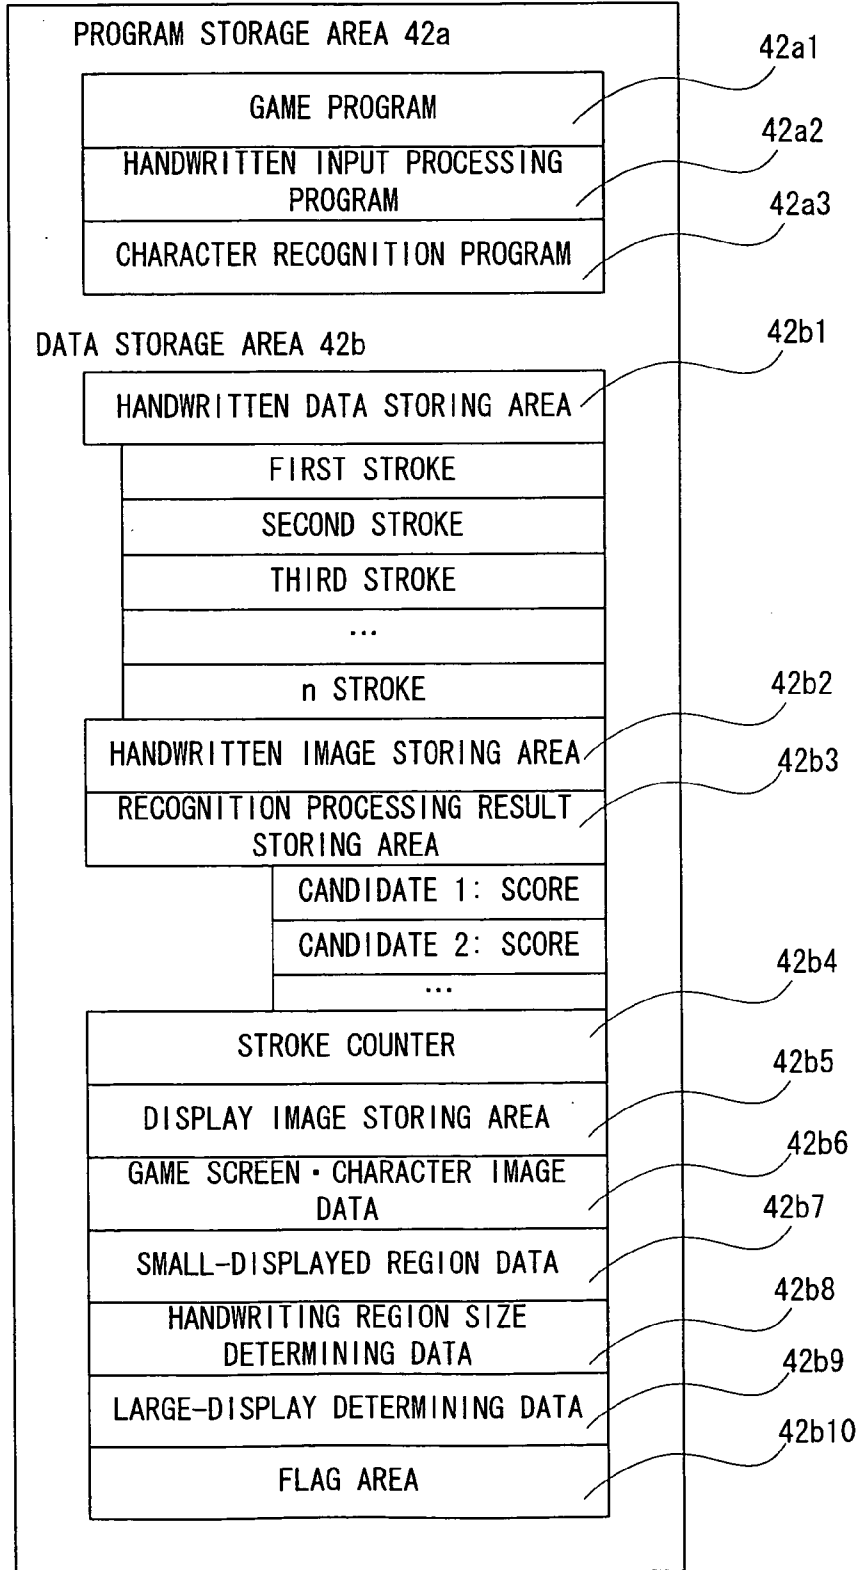 PROGRAM STORAGE AREA 42a
42a1
GAME PROGRAM
42a2
HANDWRITTEN INPUT PROCESSING
PROGRAM
42a3
CHARACTER RECOGNITION PROGRAM
DATA STORAGE AREA 42b
42b1
HANDWRITTEN DATA STORING AREA
FIRST STROKE
SECOND STROKE
THIRD STROKE
...
n STROKE
42b2
HANDWRITTEN IMAGE STORING AREA
42b3
RECOGNITION PROCESSING RESULT
STORING AREA
CANDIDATE 1: SCORE
CANDIDATE 2: SCORE
...
42b4
STROKE COUNTER
42b5
DISPLAY IMAGE STORING AREA
42b6
GAME SCREEN・CHARACTER IMAGE
DATA
42b7
SMALL-DISPLAYED REGION DATA
42b8
HANDWRITING REGION SIZE
DETERMINING DATA
42b9
LARGE-DISPLAY DETERMINING DATA
42b10
FLAG AREA